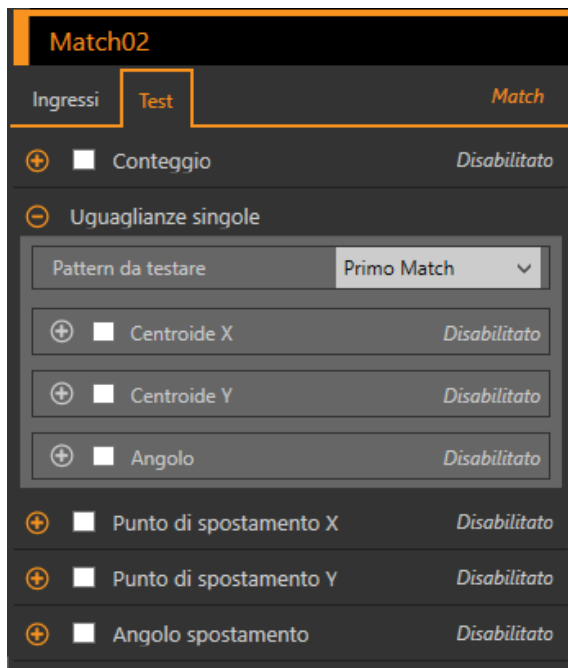 Match02
Ingressi Test Match
Conteggio Disabilitato
Uguaglianze singole
Pattern da testare Primo Match
Centroide X Disabilitato
Centroide Y Disabilitato
Angolo Disabilitato
Punto di spostamento X Disabilitato
Punto di spostamento Y Disabilitato
Angolo spostamento Disabilitato